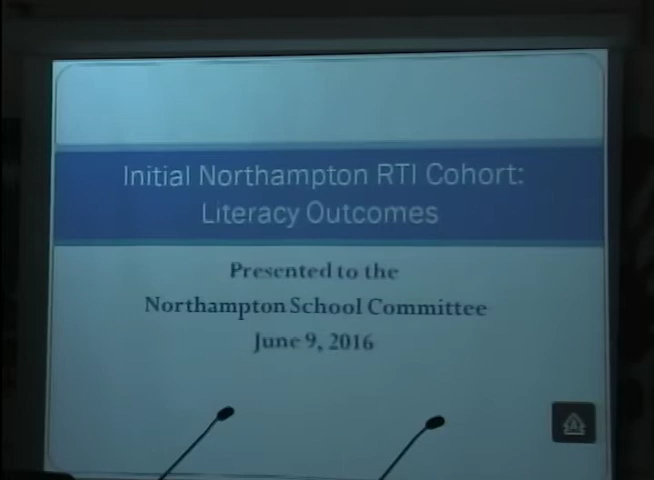 Initial Northampton RTI Cohort:
Literacy Outcomes
Presented to the
Northampton School Committee
June 9, 2016